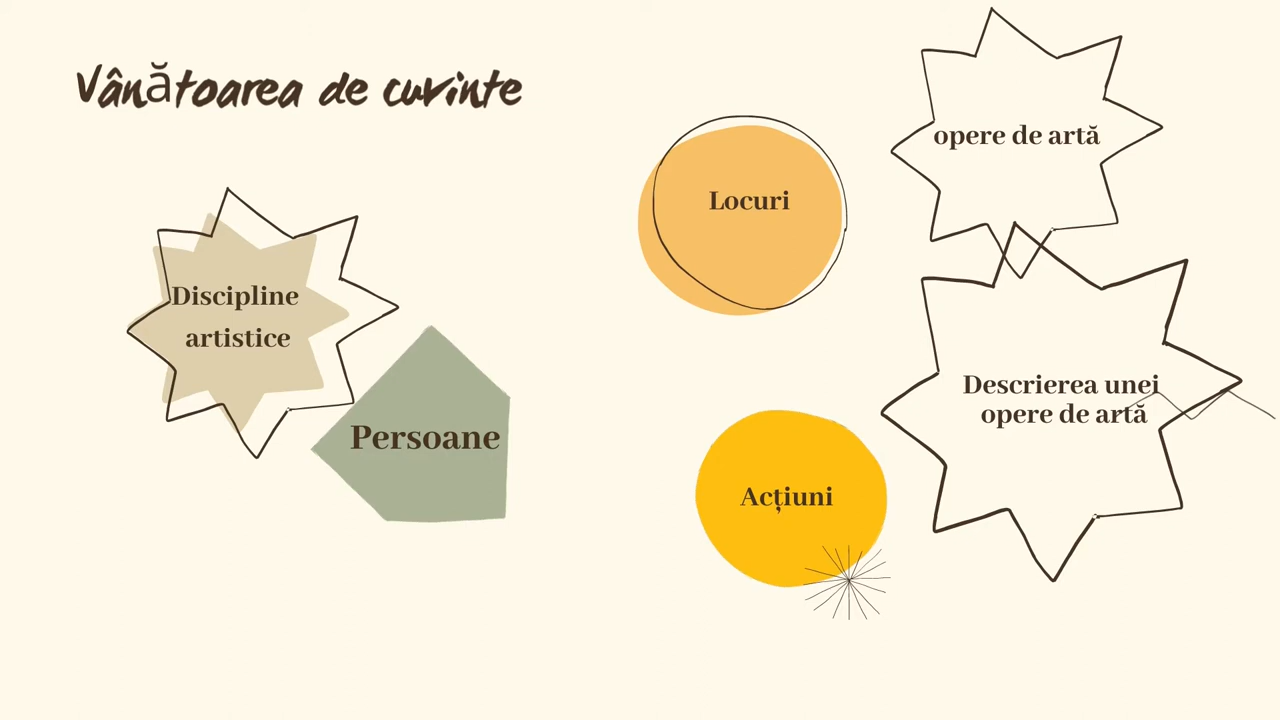 Vânătoarea de cuvinte
Discipline
artistice
Persoane
Locuri
Acțiuni
opere de artă
Descrierea unei
opere de artă